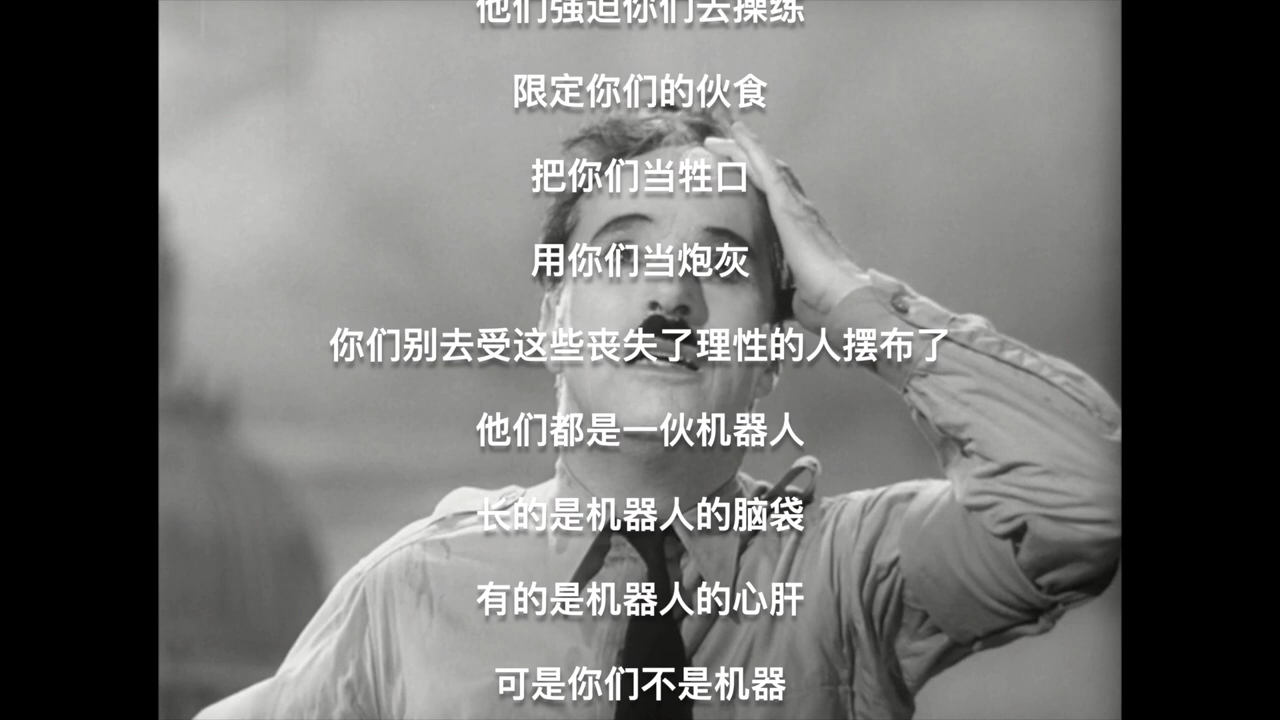 他们强迫你们去操练
限定你们的伙食
把你们当牲口
用你们当炮灰
你们别去受这些丧失了理性的人摆布了
他们都是一伙机器人
长的是机器人的脑袋
有的是机器人的心肝
可是你们不是机器